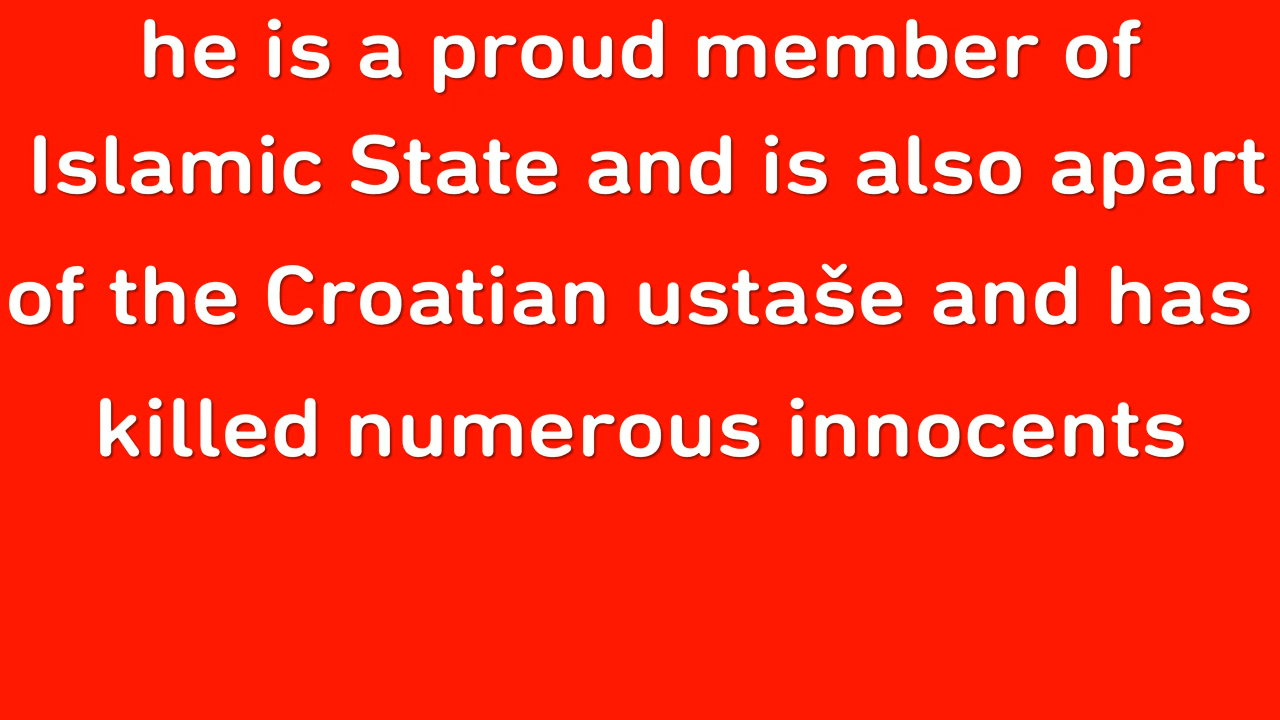 he is a proud member of
Islamic State and is also apart
of the Croatian ustaše and has
killed numerous innocents